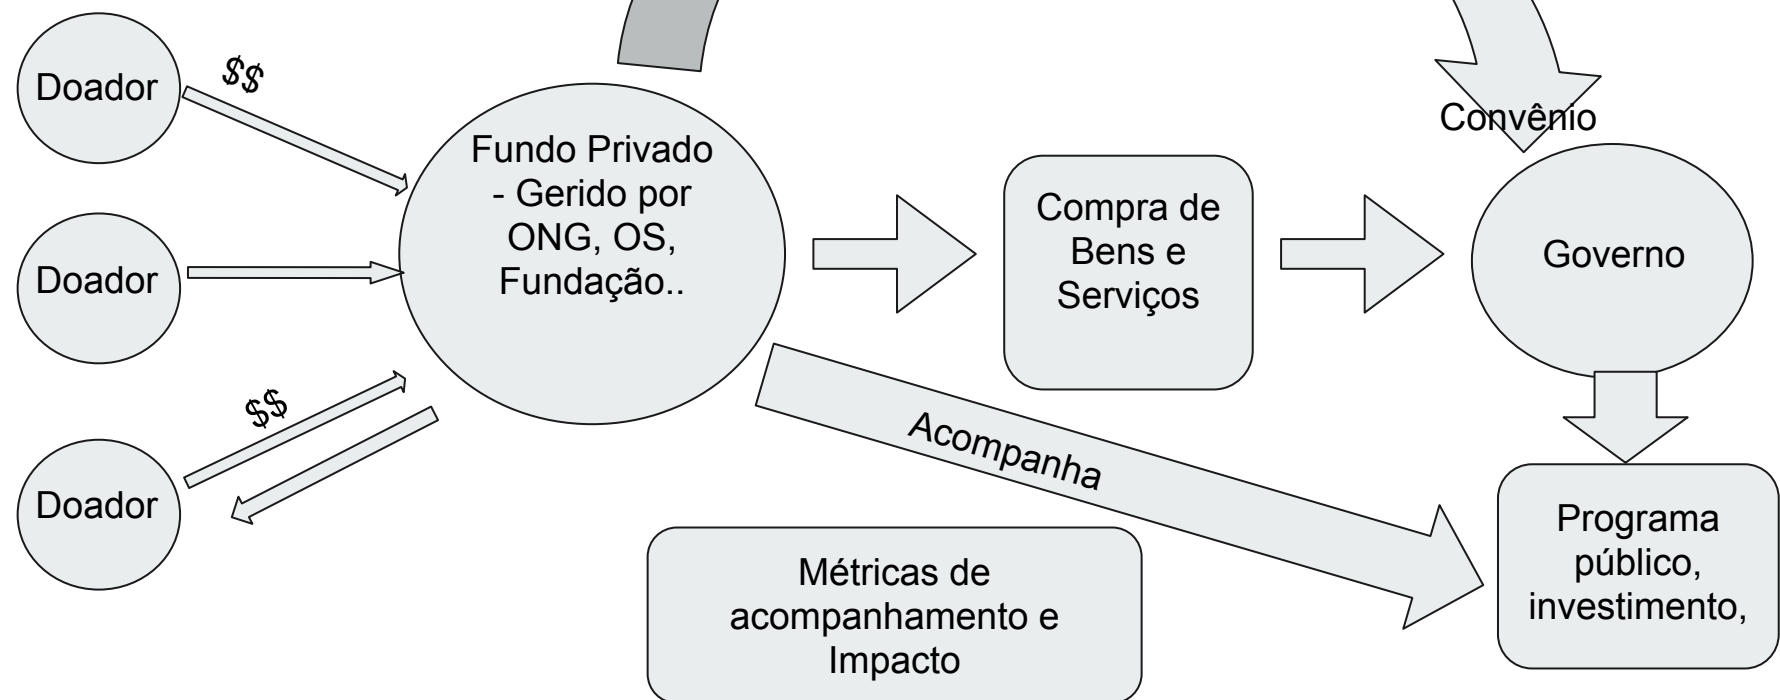 Doador
$$
Doador
$$
Doador
Fundo Privado
- Gerido por
ONG, OS,
Fundação..
Compra de
Bens e
Serviços
Convênio
Governo
Acompanha
Métricas de
acompanhamento e
Impacto
Programa
público,
investimento,